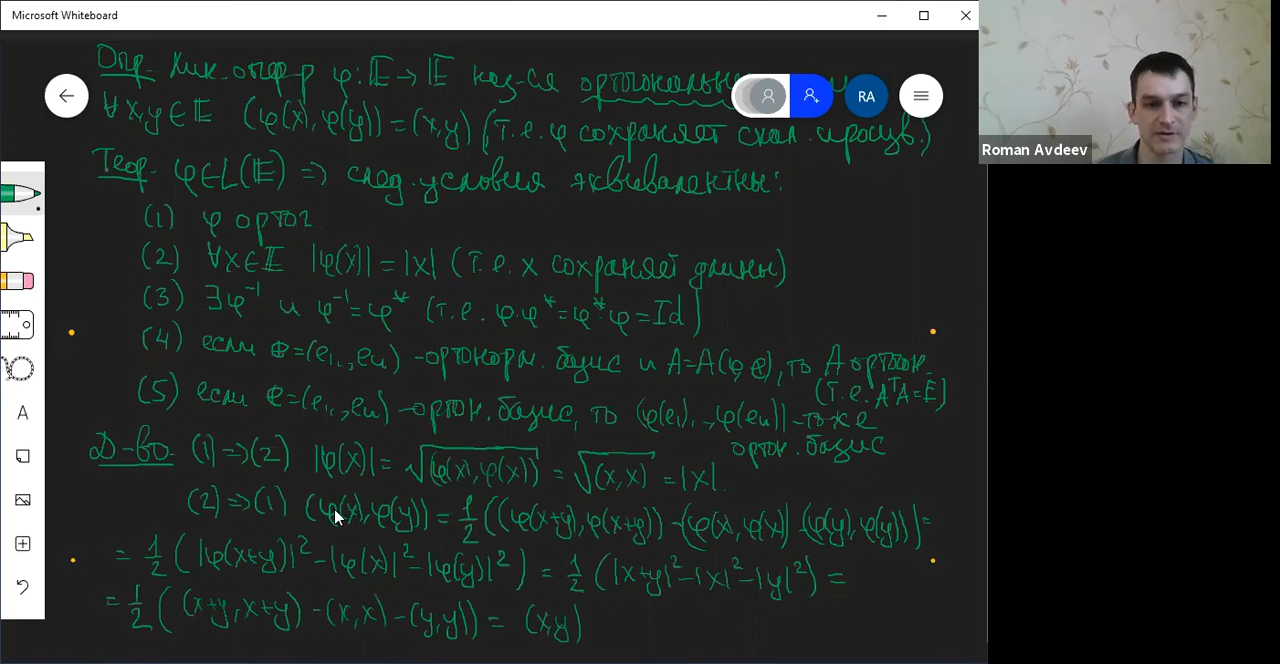 Microsoft Whiteboard
RA
Roman Avdeev
Опр. Лин. опер-р φ: 𝔼 → 𝔼 наз-ся
∀x,y ∈ 𝔼 (φ(x), φ(y)) = (x,y) (т.е. φ сохраняет скал. произв.)
Теор. φ ∈ L(𝔼) => след. условия эквивалентны:
(1) φ ортог.
(2) ∀x ∈ 𝔼 |φ(x)| = |x| (т.е. x сохраняет длины)
(3) ∃φ⁻¹ и φ⁻¹ = φ* (т.е. φ·φ* = φ*·φ = Id)
(4) если 𝕖 = (e₁,..,eₙ) - ортонорм. базис и A = A(φ, 𝕖), то A ортогон.
(т.е. AᵀA = E)
(5) если 𝕖 = (e₁,..,eₙ) - ортон. базис, то (φ(e₁),..,φ(eₙ)) - тоже
ортон. базис
Д-во. (1) => (2) |φ(x)| = √(φ(x), φ(x)) = √(x,x) = |x|.
(2) => (1) (φ(x), φ(y)) = 1/2 ((φ(x+y), φ(x+y)) - (φ(x), φ(x)) - (φ(y), φ(y))) =
= 1/2 (|φ(x+y)|² - |φ(x)|² - |φ(y)|²) = 1/2 (|x+y|² - |x|² - |y|²) =
= 1/2 ((x+y, x+y) - (x,x) - (y,y)) = (x,y)